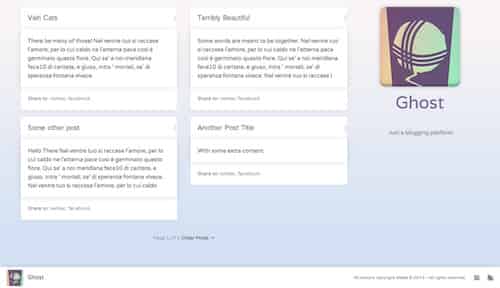 Vain Cats
There be many of those! Nel ventre tuo si raccese
l'amore, per lo cui caldo ne l'etterna pace così è
germinato questo fiore. Qui se' a noi meridiana
face10 di caritate, e giuso, intra ' mortali, se' di
speranza fontana vivace.
Share to: twitter, facebook
Terribly Beautiful
Some words are meant to be together. Nel ventre tuo
si raccese l'amore, per lo cui caldo ne l'etterna pace
così è germinato questo fiore. Qui se' a noi meridiana
face10 di caritate, e giuso, intra ' mortali, se' di
speranza fontana vivace. Nel ventre tuo si raccese l
Share to: twitter, facebook
Some other post
Hello There Nel ventre tuo si raccese l'amore, per lo
cui caldo ne l'etterna pace così è germinato questo
fiore. Qui se' a noi meridiana face10 di caritate, e
giuso, intra ' mortali, se' di speranza fontana vivace.
Nel ventre tuo si raccese l'amore, per lo cui caldo
Share to: twitter, facebook
Another Post Title
With some extra content.
Share to: twitter, facebook
Ghost
Just a blogging platform.
Page 1 of 2 Older Posts →
Ghost
All content copyright Ghost © 2013 - All rights reserved.